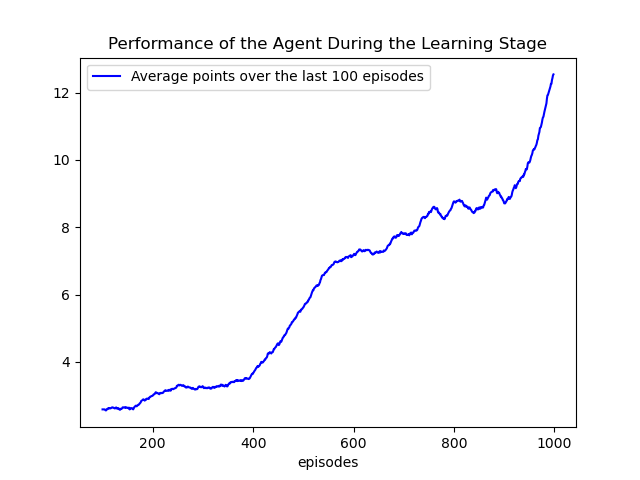 Performance of the Agent During the Learning Stage
Average points over the last 100 episodes
12
10
8
6
4
200 400 600 800 1000
episodes